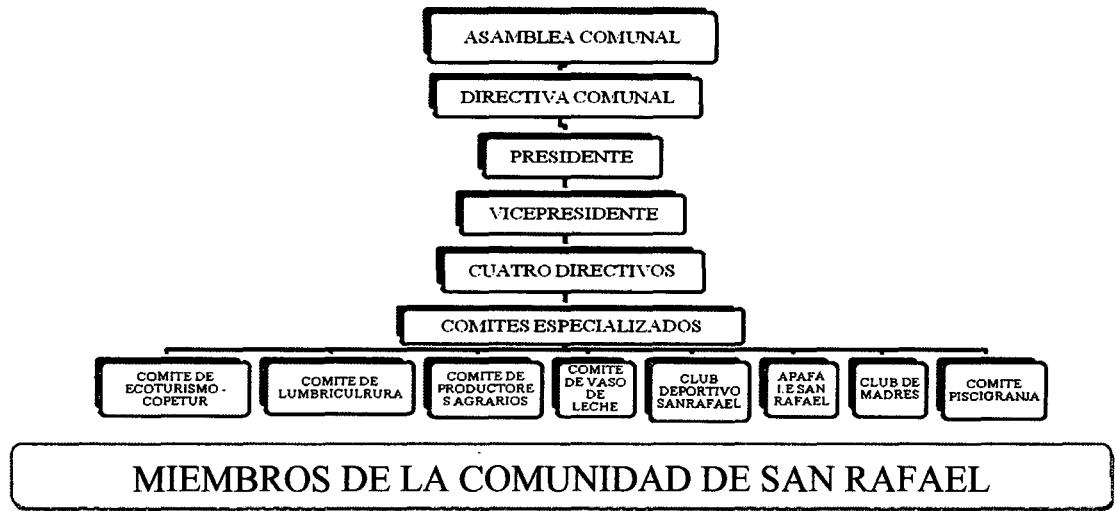 ASAMBLEA COMUNAL
DIRECTIVA COMUNAL
PRESIDENTE
VICEPRESIDENTE
CUATRO DIRECTIVOS
COMITES ESPECIALIZADOS
COMITE DE
ECOTURISMO -
COPETUR
COMITE DE
LUMBRICULRURA
COMITE DE
PRODUCTORE
S AGRARIOS
COMITE
DE VASO
DE
LECHE
CLUB
DEPORTIVO
SANRAFAEL
APAFA
I.E SAN
RAFAEL
CLUB DE
MADRES
COMITE
PISCIGRANJA
MIEMBROS DE LA COMUNIDAD DE SAN RAFAEL